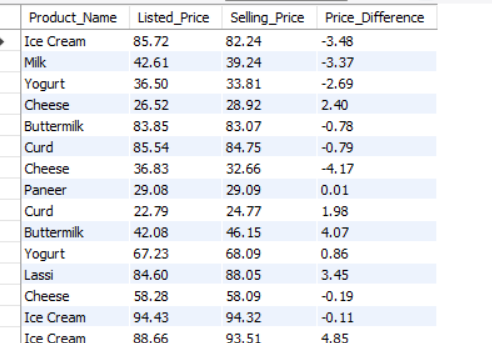 Product_Name Listed_Price Selling_Price Price_Difference
Ice Cream 85.72 82.24 -3.48
Milk 42.61 39.24 -3.37
Yogurt 36.50 33.81 -2.69
Cheese 26.52 28.92 2.40
Buttermilk 83.85 83.07 -0.78
Curd 85.54 84.75 -0.79
Cheese 36.83 32.66 -4.17
Paneer 29.08 29.09 0.01
Curd 22.79 24.77 1.98
Buttermilk 42.08 46.15 4.07
Yogurt 67.23 68.09 0.86
Lassi 84.60 88.05 3.45
Cheese 58.28 58.09 -0.19
Ice Cream 94.43 94.32 -0.11
Ice Cream 88.66 93.51 4.85